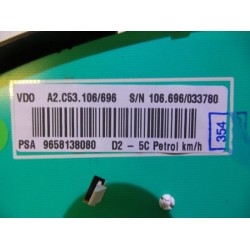 VDO A2.C53.106/696 S/N 106.696/033780
PSA 9658138080 D2 - 5C Petrol km/h
354